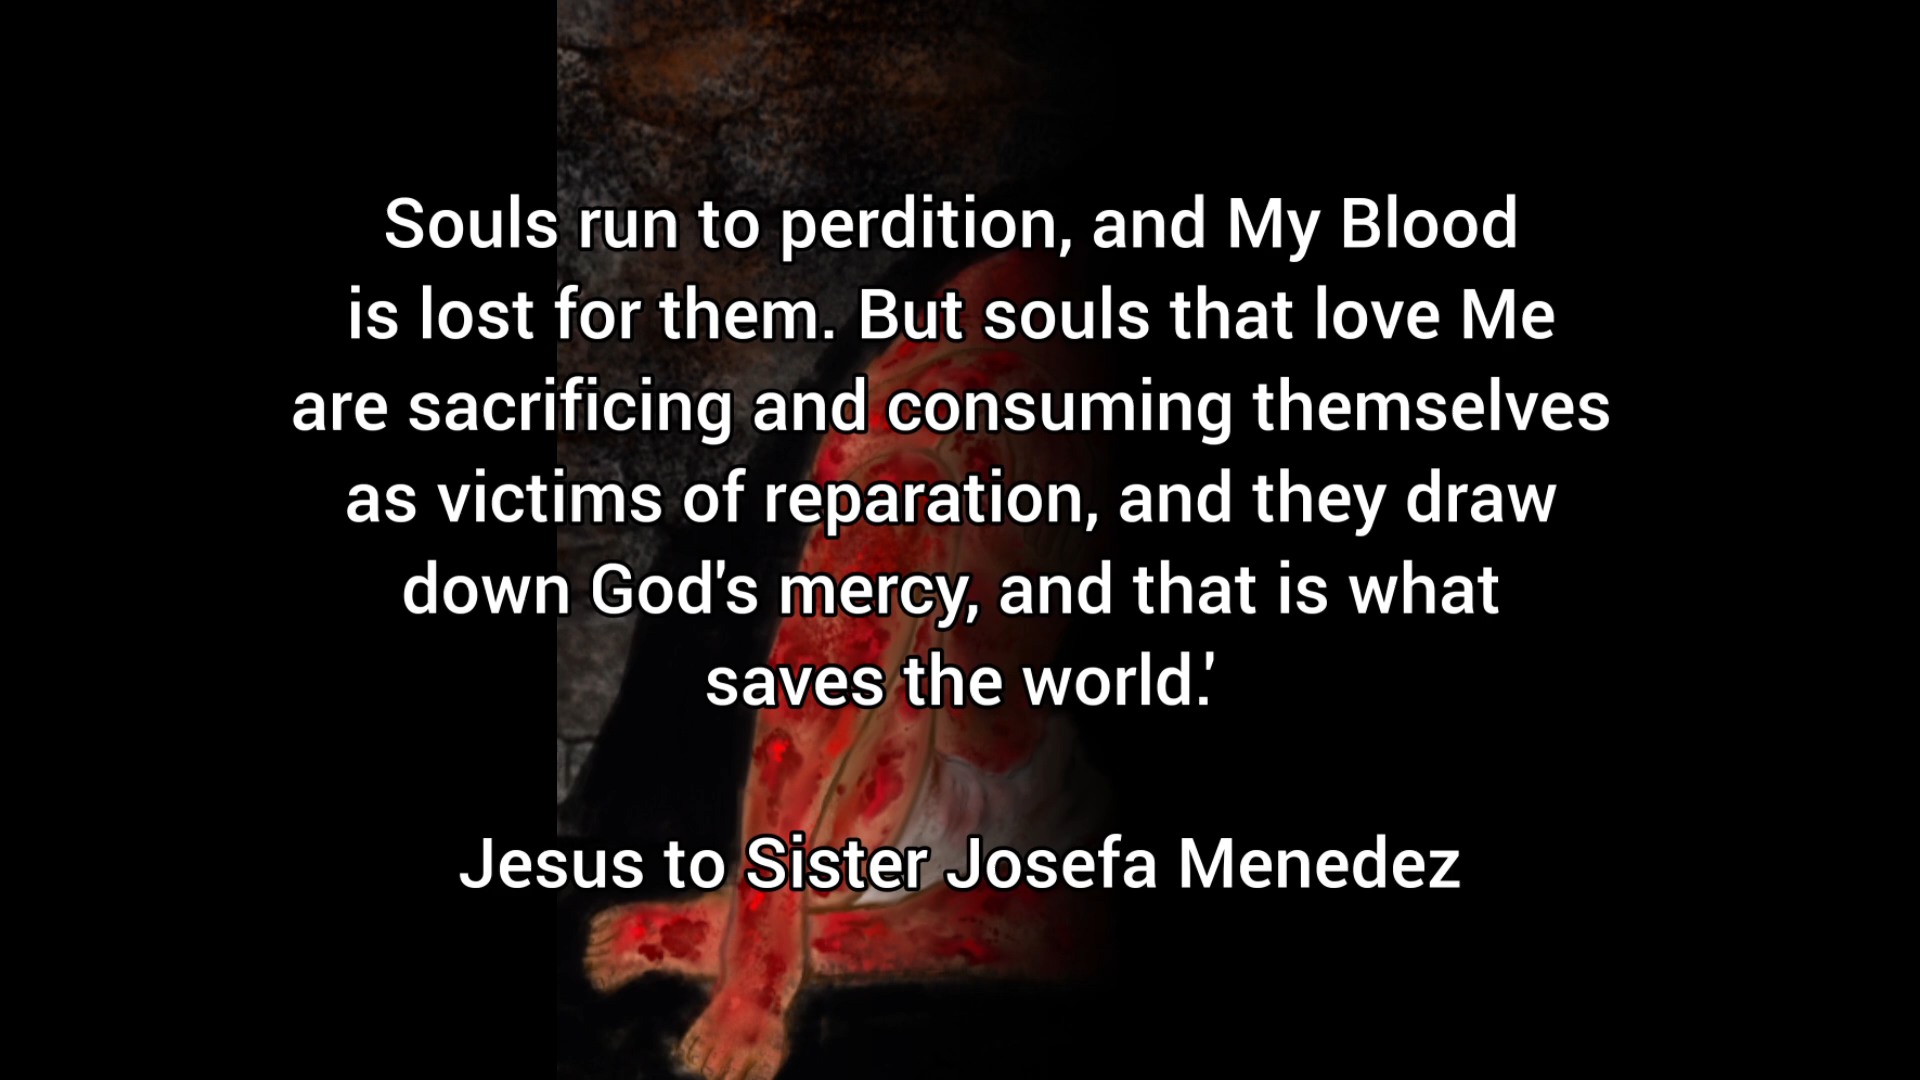 Souls run to perdition, and My Blood
is lost for them. But souls that love Me
are sacrificing and consuming themselves
as victims of reparation, and they draw
down God's mercy, and that is what
saves the world.'
Jesus to Sister Josefa Menedez